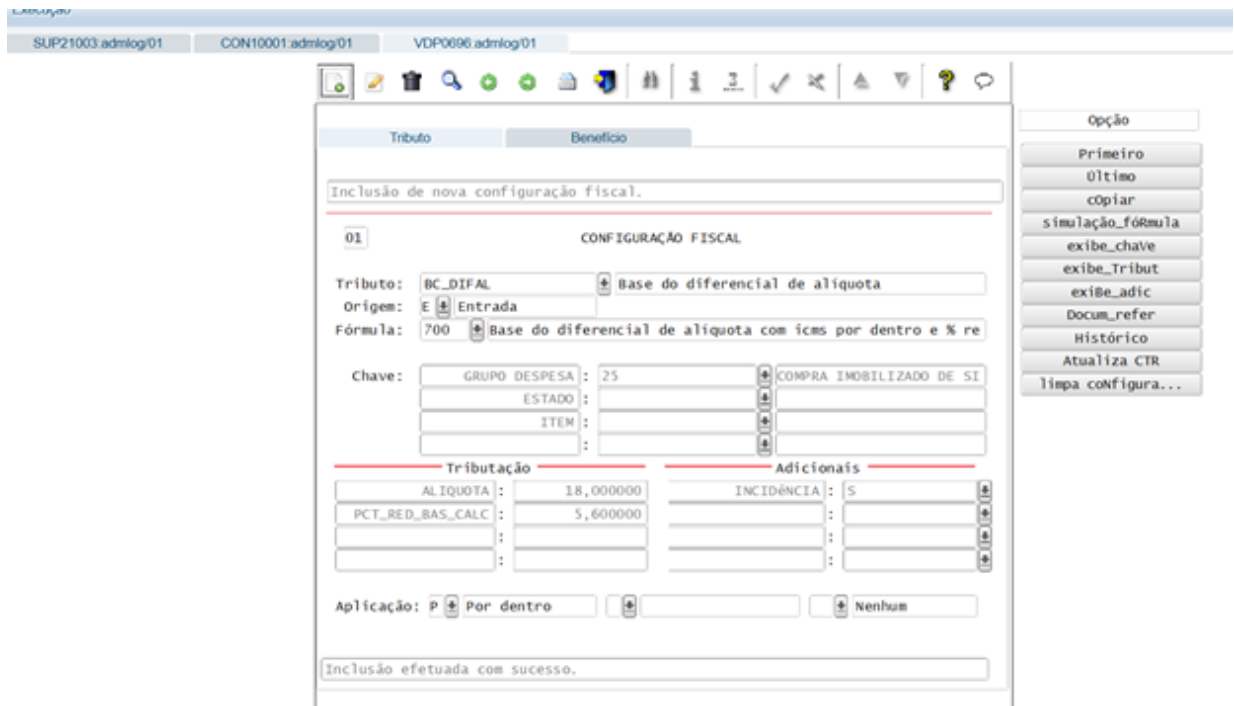 Execução
SUP21003:admlog/01 CON10001:admlog/01 VDP0696:admlog/01
Tributo Benefício
Inclusão de nova configuração fiscal.
01 CONFIGURAÇÃO FISCAL
Tributo: BC_DIFAL Base do diferencial de aliquota
Origem: E Entrada
Fórmula: 700 Base do diferencial de aliquota com icms por dentro e % re
Chave: GRUPO DESPESA : 25 COMPRA IMOBILIZADO DE SI
ESTADO :
ITEM :
:
Tributação Adicionais
ALIQUOTA : 18,000000 INCIDêNCIA : S
PCT_RED_BAS_CALC : 5,600000 :
: :
: :
Aplicação: P Por dentro Nenhum
Inclusão efetuada com sucesso.
Opção
Primeiro
Último
cOpiar
simulação_fóRmula
exibe_chaVe
exibe_Tribut
exiBe_adic
Docum_refer
Histórico
Atualiza CTR
limpa coNfigura...